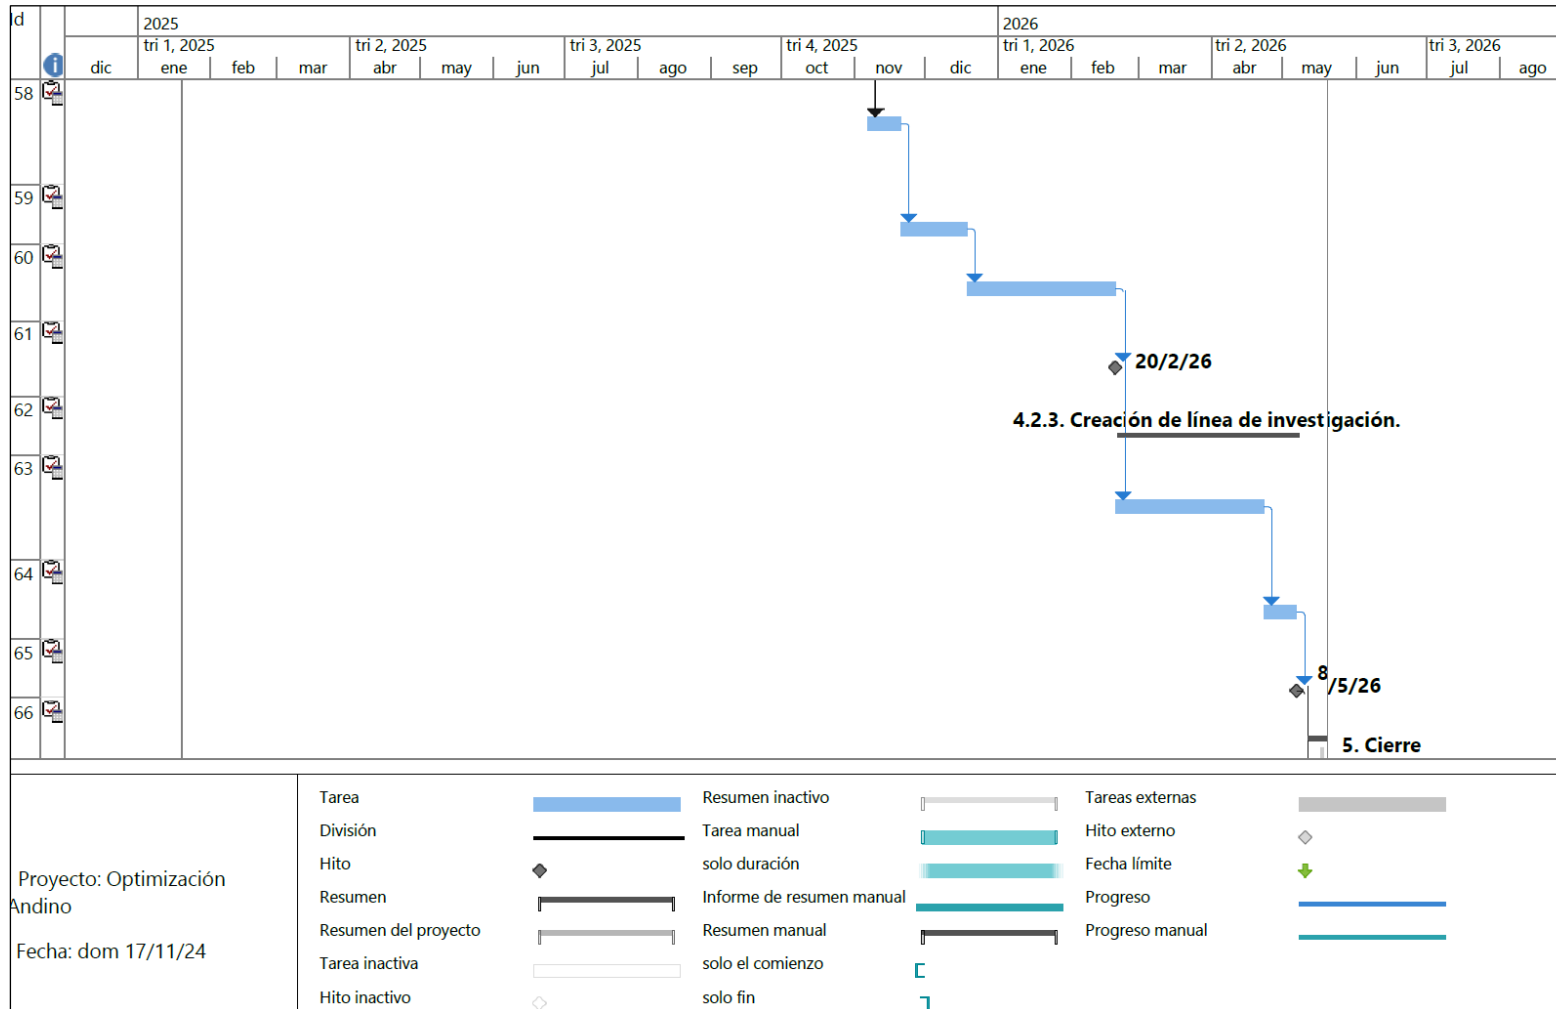 Id
2025
2026
tri 1, 2025
tri 2, 2025
tri 3, 2025
tri 4, 2025
tri 1, 2026
tri 2, 2026
tri 3, 2026
dic ene feb mar abr may jun jul ago sep oct nov dic ene feb mar abr may jun jul ago
58
59
60
61
20/2/26
62
4.2.3. Creación de línea de investigación.
63
64
65
8
/5/26
66
5. Cierre
Proyecto: Optimización
Andino
Fecha: dom 17/11/24
Tarea
División
Hito
Resumen
Resumen del proyecto
Tarea inactiva
Hito inactivo
Resumen inactivo
Tarea manual
solo duración
Informe de resumen manual
Resumen manual
solo el comienzo
solo fin
Tareas externas
Hito externo
Fecha límite
Progreso
Progreso manual